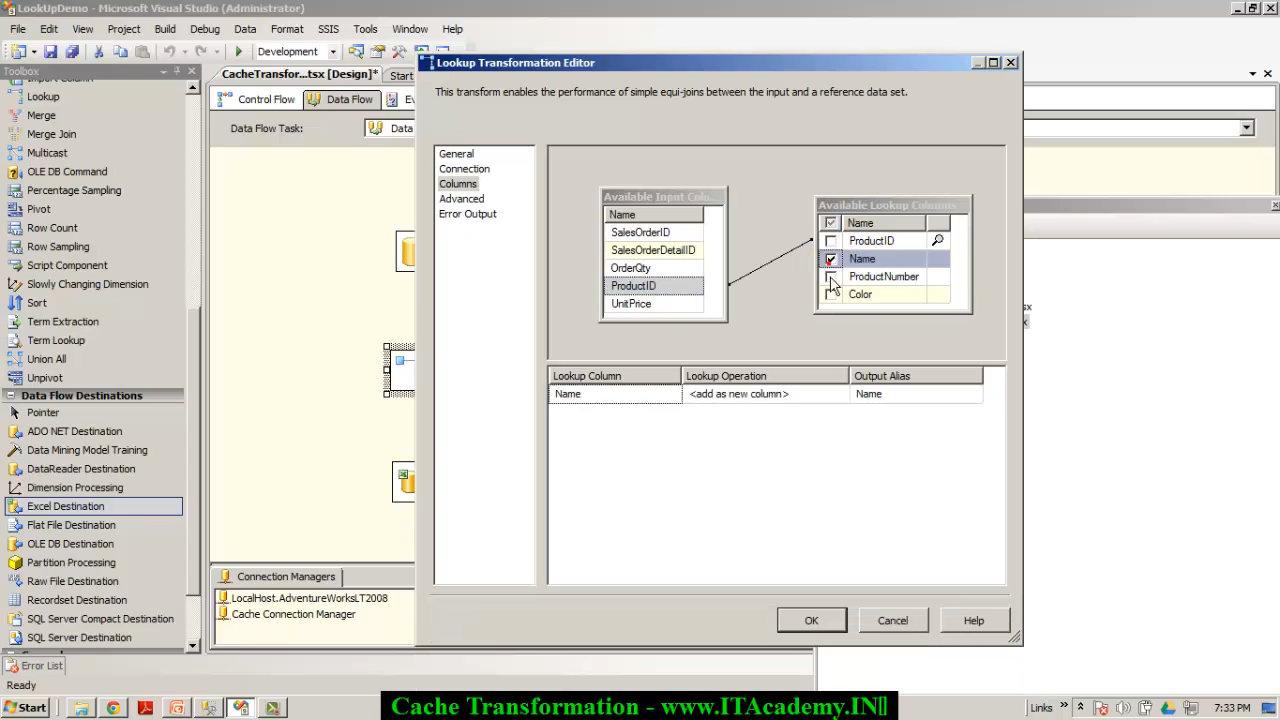 LookUpDemo - Microsoft Visual Studio (Administrator)
File Edit View Project Build Debug Data Format SSIS Tools Window Help
Development
Toolbox
CacheTransfor...tsx [Design]* Start
Lookup Transformation Editor
This transform enables the performance of simple equi-joins between the input and a reference data set.
Control Flow
Data Flow
Data Flow Task:
Data
Lookup
Merge
Merge Join
Multicast
OLE DB Command
Percentage Sampling
Pivot
Row Count
Row Sampling
Script Component
Slowly Changing Dimension
Sort
Term Extraction
Term Lookup
Union All
Unpivot
Data Flow Destinations
Pointer
ADO NET Destination
Data Mining Model Training
DataReader Destination
Dimension Processing
Excel Destination
Flat File Destination
OLE DB Destination
Partition Processing
Raw File Destination
Recordset Destination
SQL Server Compact Destination
SQL Server Destination
General
Connection
Columns
Advanced
Error Output
Available Input Colu...
Name
SalesOrderID
SalesOrderDetailID
OrderQty
ProductID
UnitPrice
Available Lookup Columns
Name
ProductID
Name
ProductNumber
Color
Lookup Column Lookup Operation Output Alias
Name <add as new column> Name
Connection Managers
LocalHost.AdventureWorksLT2008
Cache Connection Manager
OK Cancel Help
Error List
Ready
Start
Links
7:33 PM
Cache Transformation - www.ITAcademy.IN